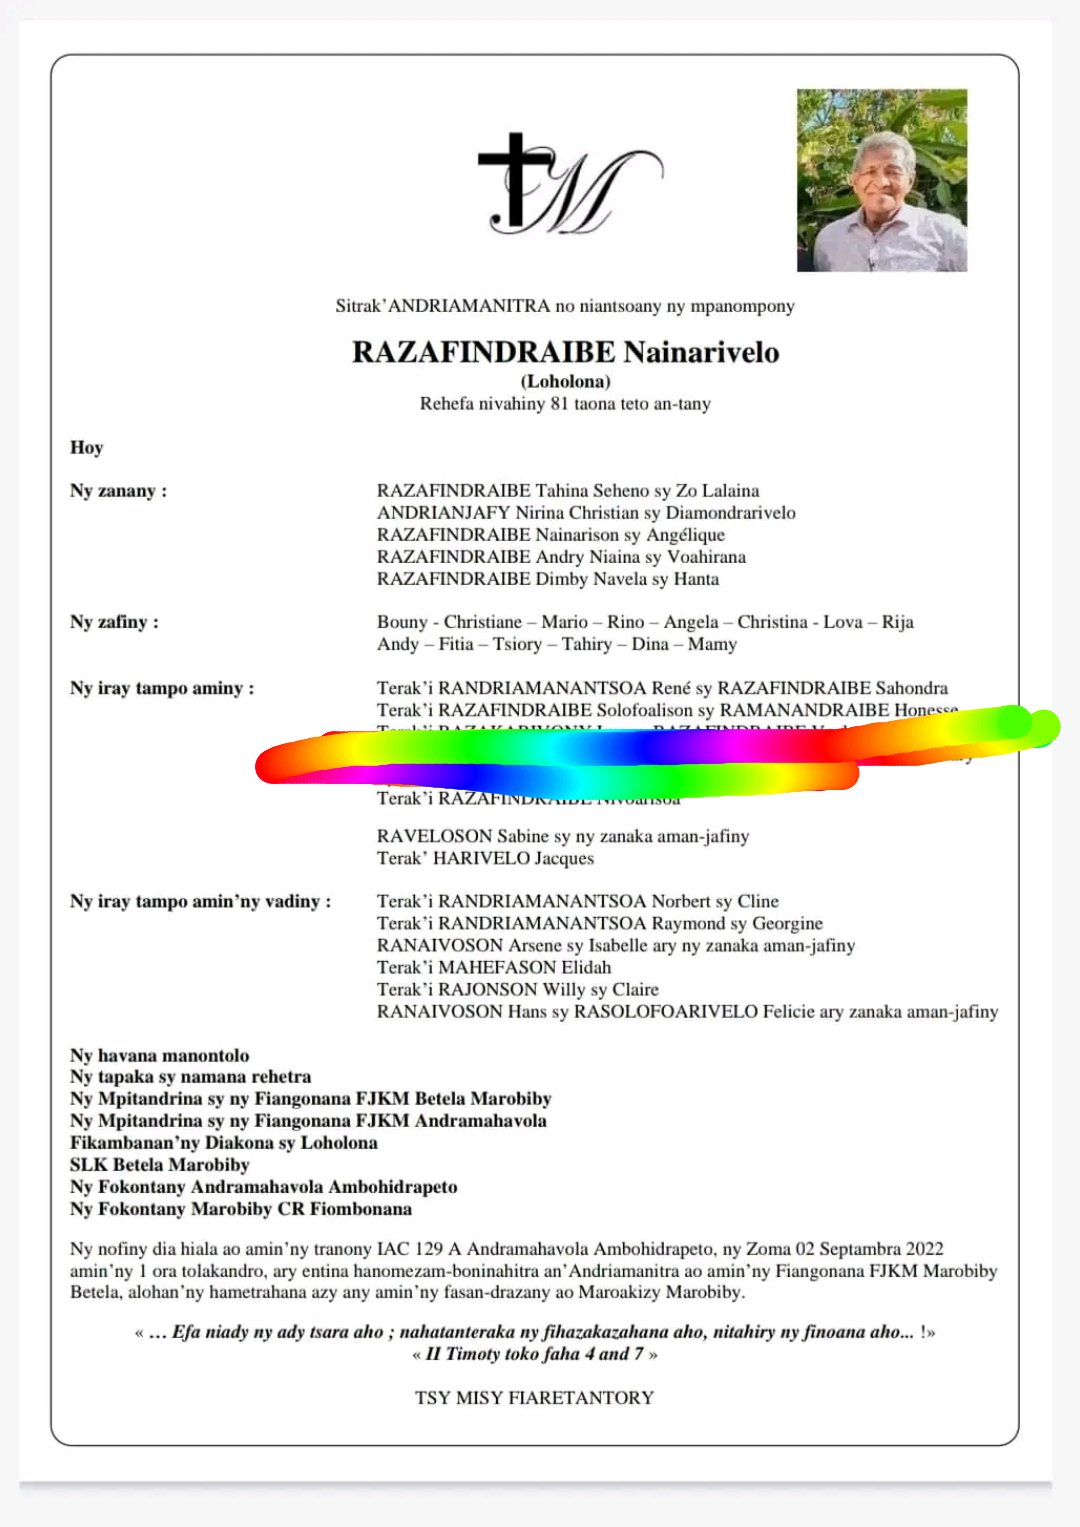 M
Sitrak’ANDRIAMANITRA no niantsoany ny mpanompony
RAZAFINDRAIBE Nainarivelo
(Loholona)
Rehefa nivahiny 81 taona teto an-tany
Hoy
Ny zanany :
RAZAFINDRAIBE Tahina Seheno sy Zo Lalaina
ANDRIANJAFY Nirina Christian sy Diamondrarivelo
RAZAFINDRAIBE Nainarison sy Angélique
RAZAFINDRAIBE Andry Niaina sy Voahirana
RAZAFINDRAIBE Dimby Navela sy Hanta
Ny zafiny :
Bouny - Christiane – Mario – Rino – Angela – Christina - Lova – Rija
Andy – Fitia – Tsiory – Tahiry – Dina – Mamy
Ny iray tampo aminy :
Terak’i RANDRIAMANANTSOA René sy RAZAFINDRAIBE Sahondra
Terak’i RAZAFINDRAIBE Solofoalison sy RAMANANDRAIBE Honesse
Terak’i RAZAFINDRAIBE Nivoarisoa
RAVELOSON Sabine sy ny zanaka aman-jafiny
Terak’ HARIVELO Jacques
Ny iray tampo amin’ny vadiny :
Terak’i RANDRIAMANANTSOA Norbert sy Cline
Terak’i RANDRIAMANANTSOA Raymond sy Georgine
RANAIVOSON Arsene sy Isabelle ary ny zanaka aman-jafiny
Terak’i MAHEFASON Elidah
Terak’i RAJONSON Willy sy Claire
RANAIVOSON Hans sy RASOLOFOARIVELO Felicie ary zanaka aman-jafiny
Ny havana manontolo
Ny tapaka sy namana rehetra
Ny Mpitandrina sy ny Fiangonana FJKM Betela Marobiby
Ny Mpitandrina sy ny Fiangonana FJKM Andramahavola
Fikambanan’ny Diakona sy Loholona
SLK Betela Marobiby
Ny Fokontany Andramahavola Ambohidrapeto
Ny Fokontany Marobiby CR Fiombonana
Ny nofiny dia hiala ao amin’ny tranony IAC 129 A Andramahavola Ambohidrapeto, ny Zoma 02 Septambra 2022
amin’ny 1 ora tolakandro, ary entina hanomezam-boninahitra an’Andriamanitra ao amin’ny Fiangonana FJKM Marobiby
Betela, alohan’ny hametrahana azy any amin’ny fasan-drazany ao Maroakizy Marobiby.
« … Efa niady ny ady tsara aho ; nahatanteraka ny fihazakazahana aho, nitahiry ny finoana aho... !»
« II Timoty toko faha 4 and 7 »
TSY MISY FIARETANTORY